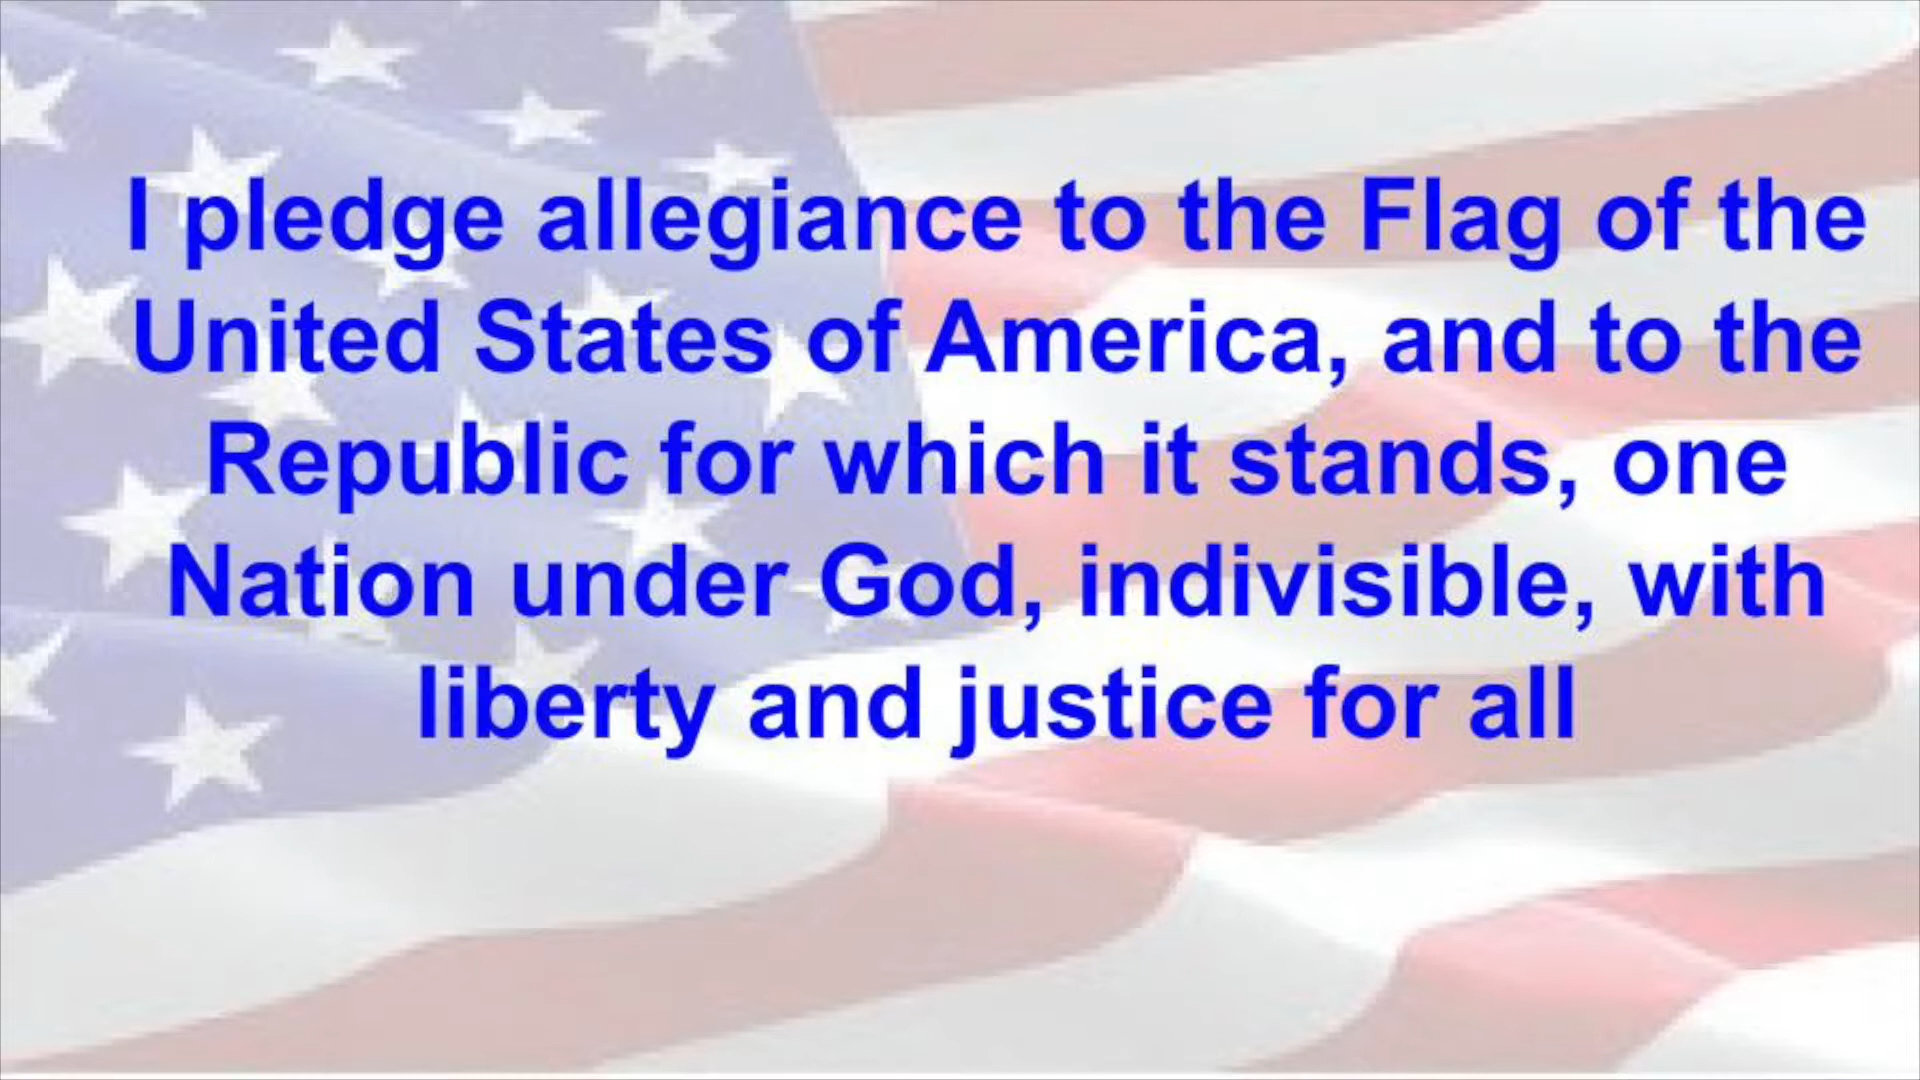 I pledge allegiance to the Flag of the
United States of America, and to the
Republic for which it stands, one
Nation under God, indivisible, with
liberty and justice for all